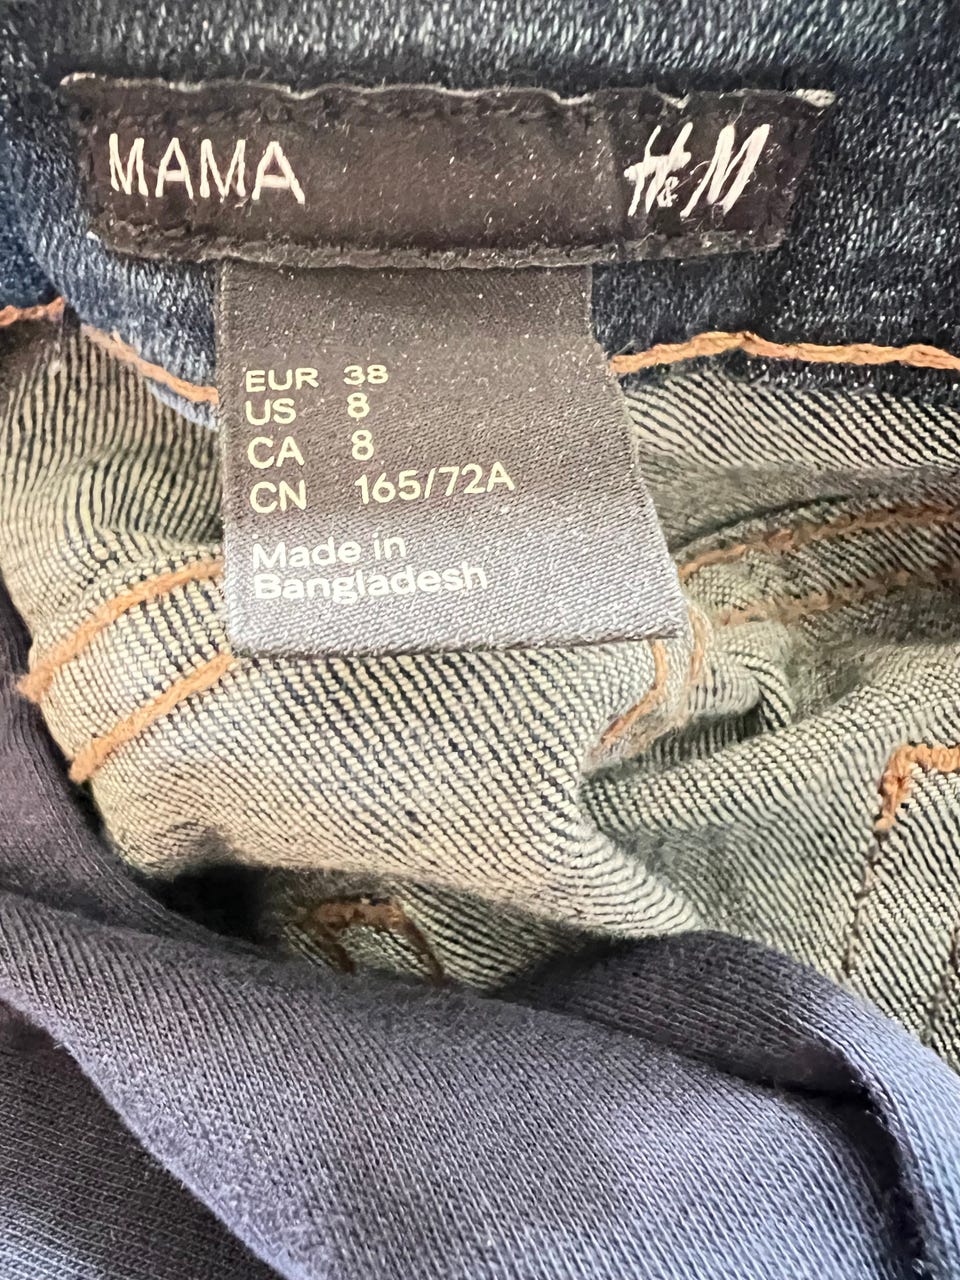 MAMA H&M
EUR 38
US 8
CA 8
CN 165/72A
Made in
Bangladesh